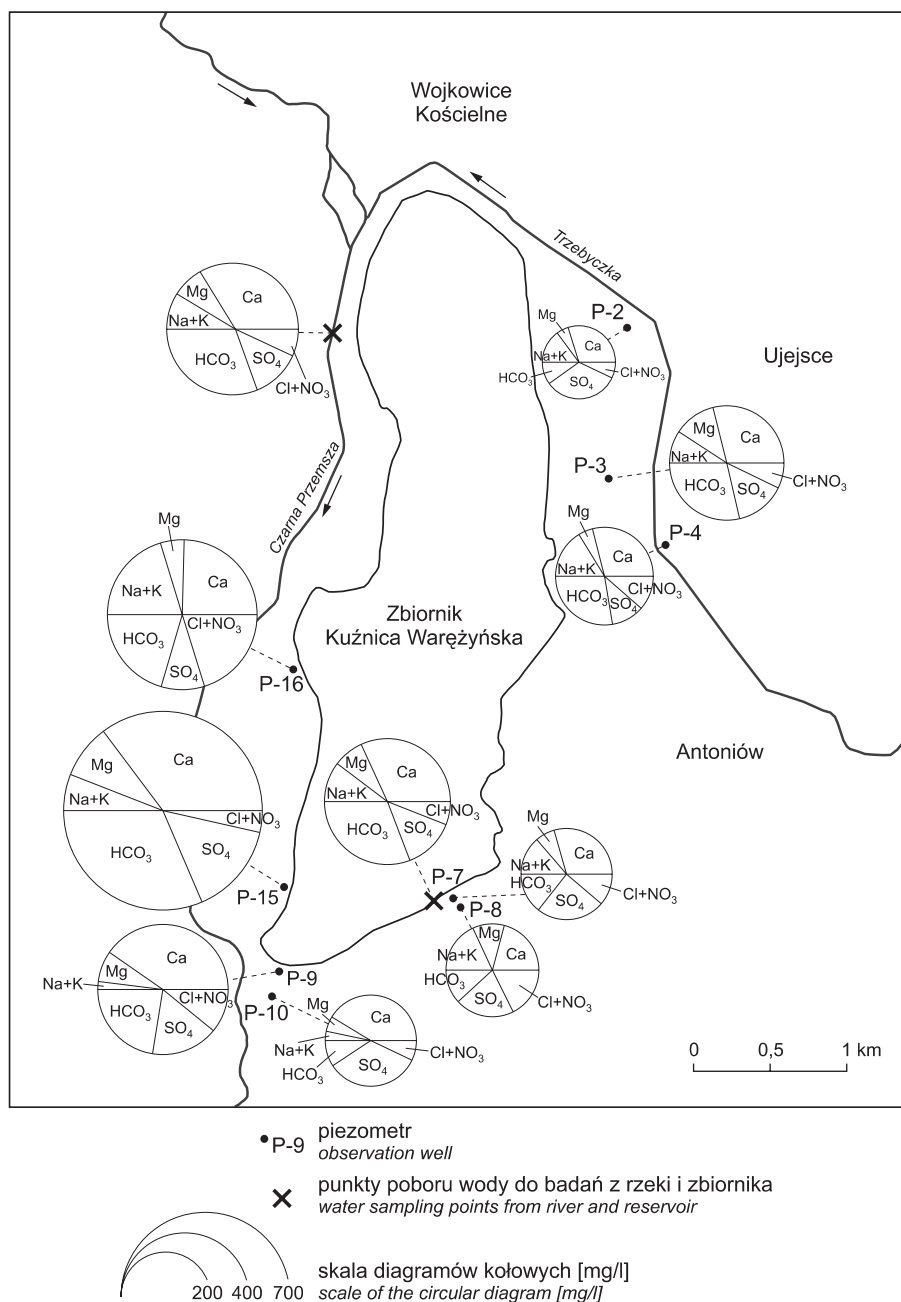 Wojkowice
Kościelne
Trzebyczka
Mg
Ca
Na+K
HCO3
SO4
Cl+NO3
P-2
Mg
Ca
Na+K
HCO3
SO4
Cl+NO3
Ujejsce
P-3
Mg
Ca
Na+K
HCO3
SO4
Cl+NO3
Czarna Przemsza
P-4
Mg
Ca
Na+K
HCO3
SO4
Cl+NO3
Mg
Ca
Na+K
HCO3
SO4
Cl+NO3
P-16
Zbiornik
Kuźnica Warężyńska
Antoniów
Mg
Ca
Na+K
HCO3
SO4
Cl+NO3
P-15
Mg
Ca
Na+K
HCO3
SO4
Cl+NO3
P-7
Mg
Ca
Na+K
HCO3
SO4
Cl+NO3
P-8
Mg
Ca
Na+K
HCO3
SO4
Cl+NO3
P-9
Mg
Ca
Na+K
HCO3
SO4
Cl+NO3
P-10
Mg
Ca
Na+K
HCO3
SO4
Cl+NO3
0 0,5 1 km
P-9 piezometr
observation well
punkty poboru wody do badań z rzeki i zbiornika
water sampling points from river and reservoir
200 400 700
skala diagramów kołowych [mg/l]
scale of the circular diagram [mg/l]